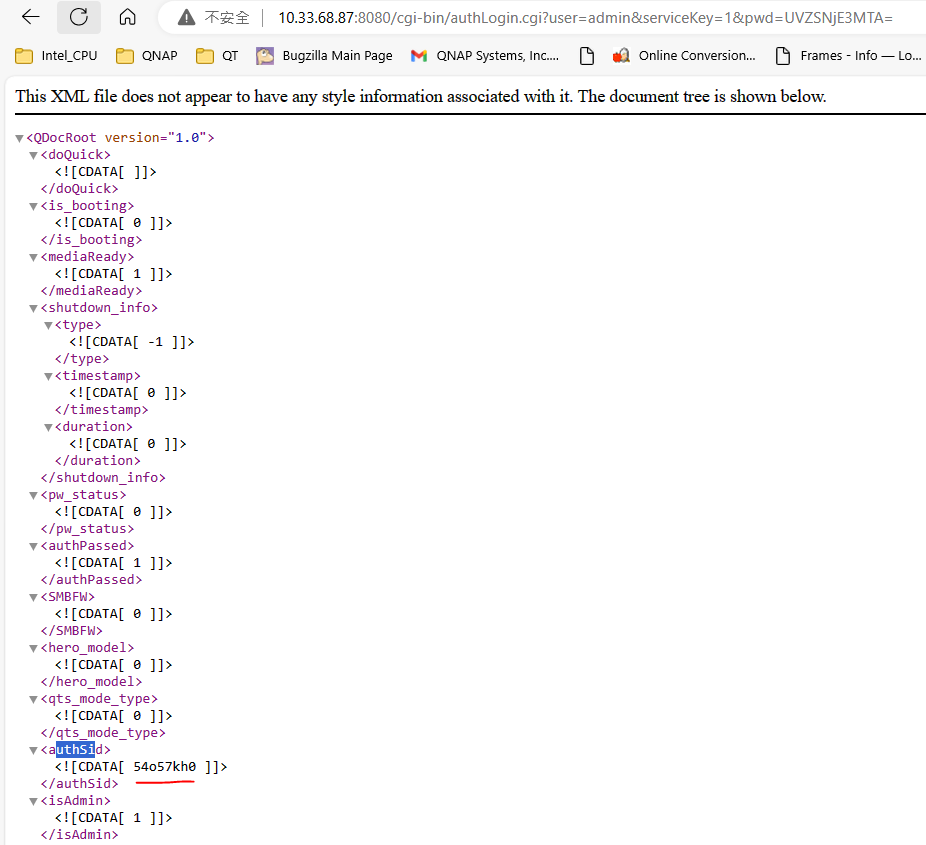 不安全 10.33.68.87:8080/cgi-bin/authLogin.cgi?user=admin&serviceKey=1&pwd=UVZSNjE3MTA=
Intel_CPU QNAP QT Bugzilla Main Page QNAP Systems, Inc.... Online Conversion... Frames - Info — Lo...
This XML file does not appear to have any style information associated with it. The document tree is shown below.
▼<QDocRoot version="1.0">
▼<doQuick>
<![CDATA[ ]]>
</doQuick>
▼<is_booting>
<![CDATA[ 0 ]]>
</is_booting>
▼<mediaReady>
<![CDATA[ 1 ]]>
</mediaReady>
▼<shutdown_info>
▼<type>
<![CDATA[ -1 ]]>
</type>
▼<timestamp>
<![CDATA[ 0 ]]>
</timestamp>
▼<duration>
<![CDATA[ 0 ]]>
</duration>
</shutdown_info>
▼<pw_status>
<![CDATA[ 0 ]]>
</pw_status>
▼<authPassed>
<![CDATA[ 1 ]]>
</authPassed>
▼<SMBFW>
<![CDATA[ 0 ]]>
</SMBFW>
▼<hero_model>
<![CDATA[ 0 ]]>
</hero_model>
▼<qts_mode_type>
<![CDATA[ 0 ]]>
</qts_mode_type>
▼<authSid>
<![CDATA[ 54o57kh0 ]]>
</authSid>
▼<isAdmin>
<![CDATA[ 1 ]]>
</isAdmin>